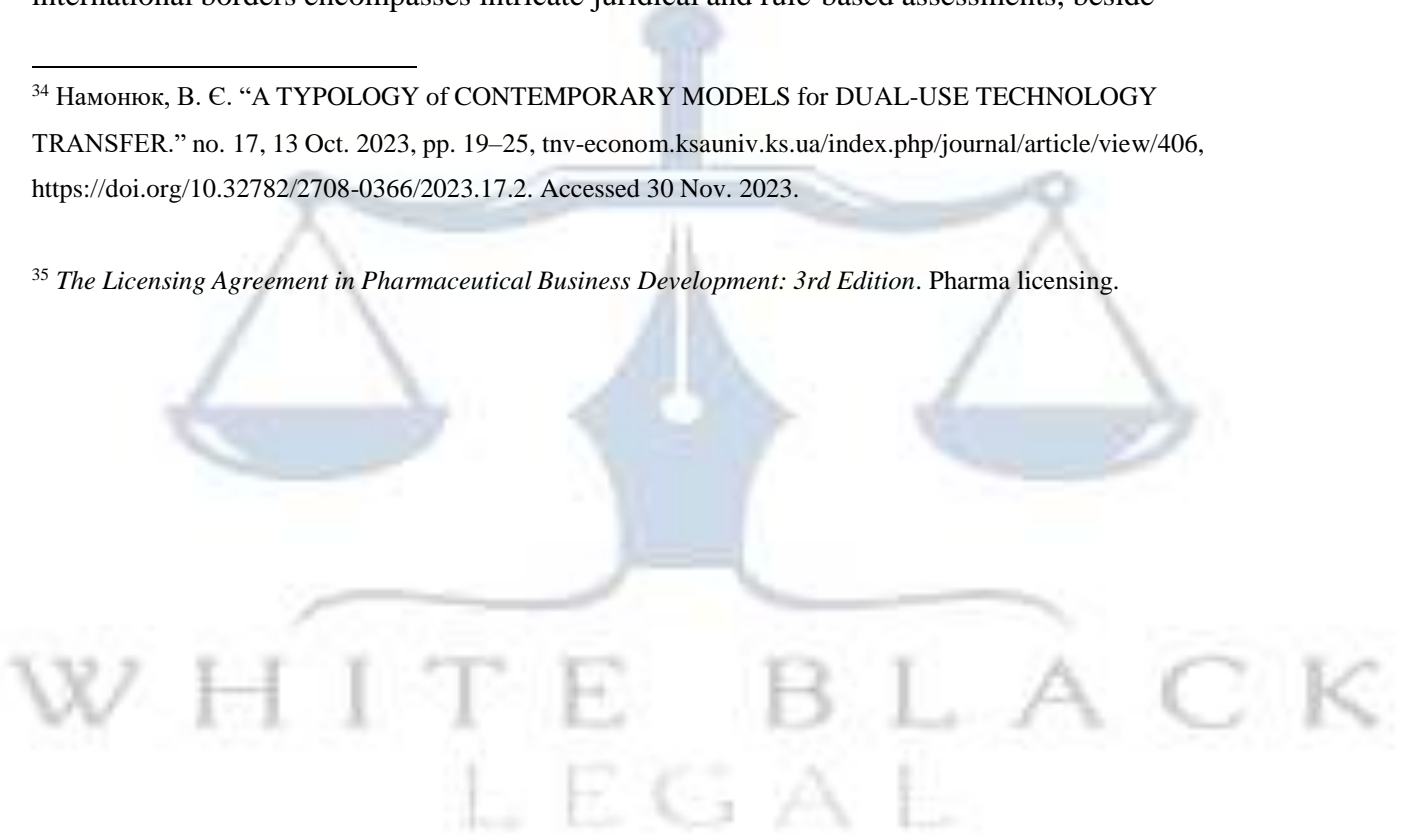 international borders encompasses intricate juridical and rule-based assessments, beside
34 Намонюк, В. Є. “A TYPOLOGY of CONTEMPORARY MODELS for DUAL-USE TECHNOLOGY
TRANSFER.” no. 17, 13 Oct. 2023, pp. 19–25, tnv-econom.ksauniv.ks.ua/index.php/journal/article/view/406,
https://doi.org/10.32782/2708-0366/2023.17.2. Accessed 30 Nov. 2023.
35 The Licensing Agreement in Pharmaceutical Business Development: 3rd Edition. Pharma licensing.
WHITE BLACK
LEGAL